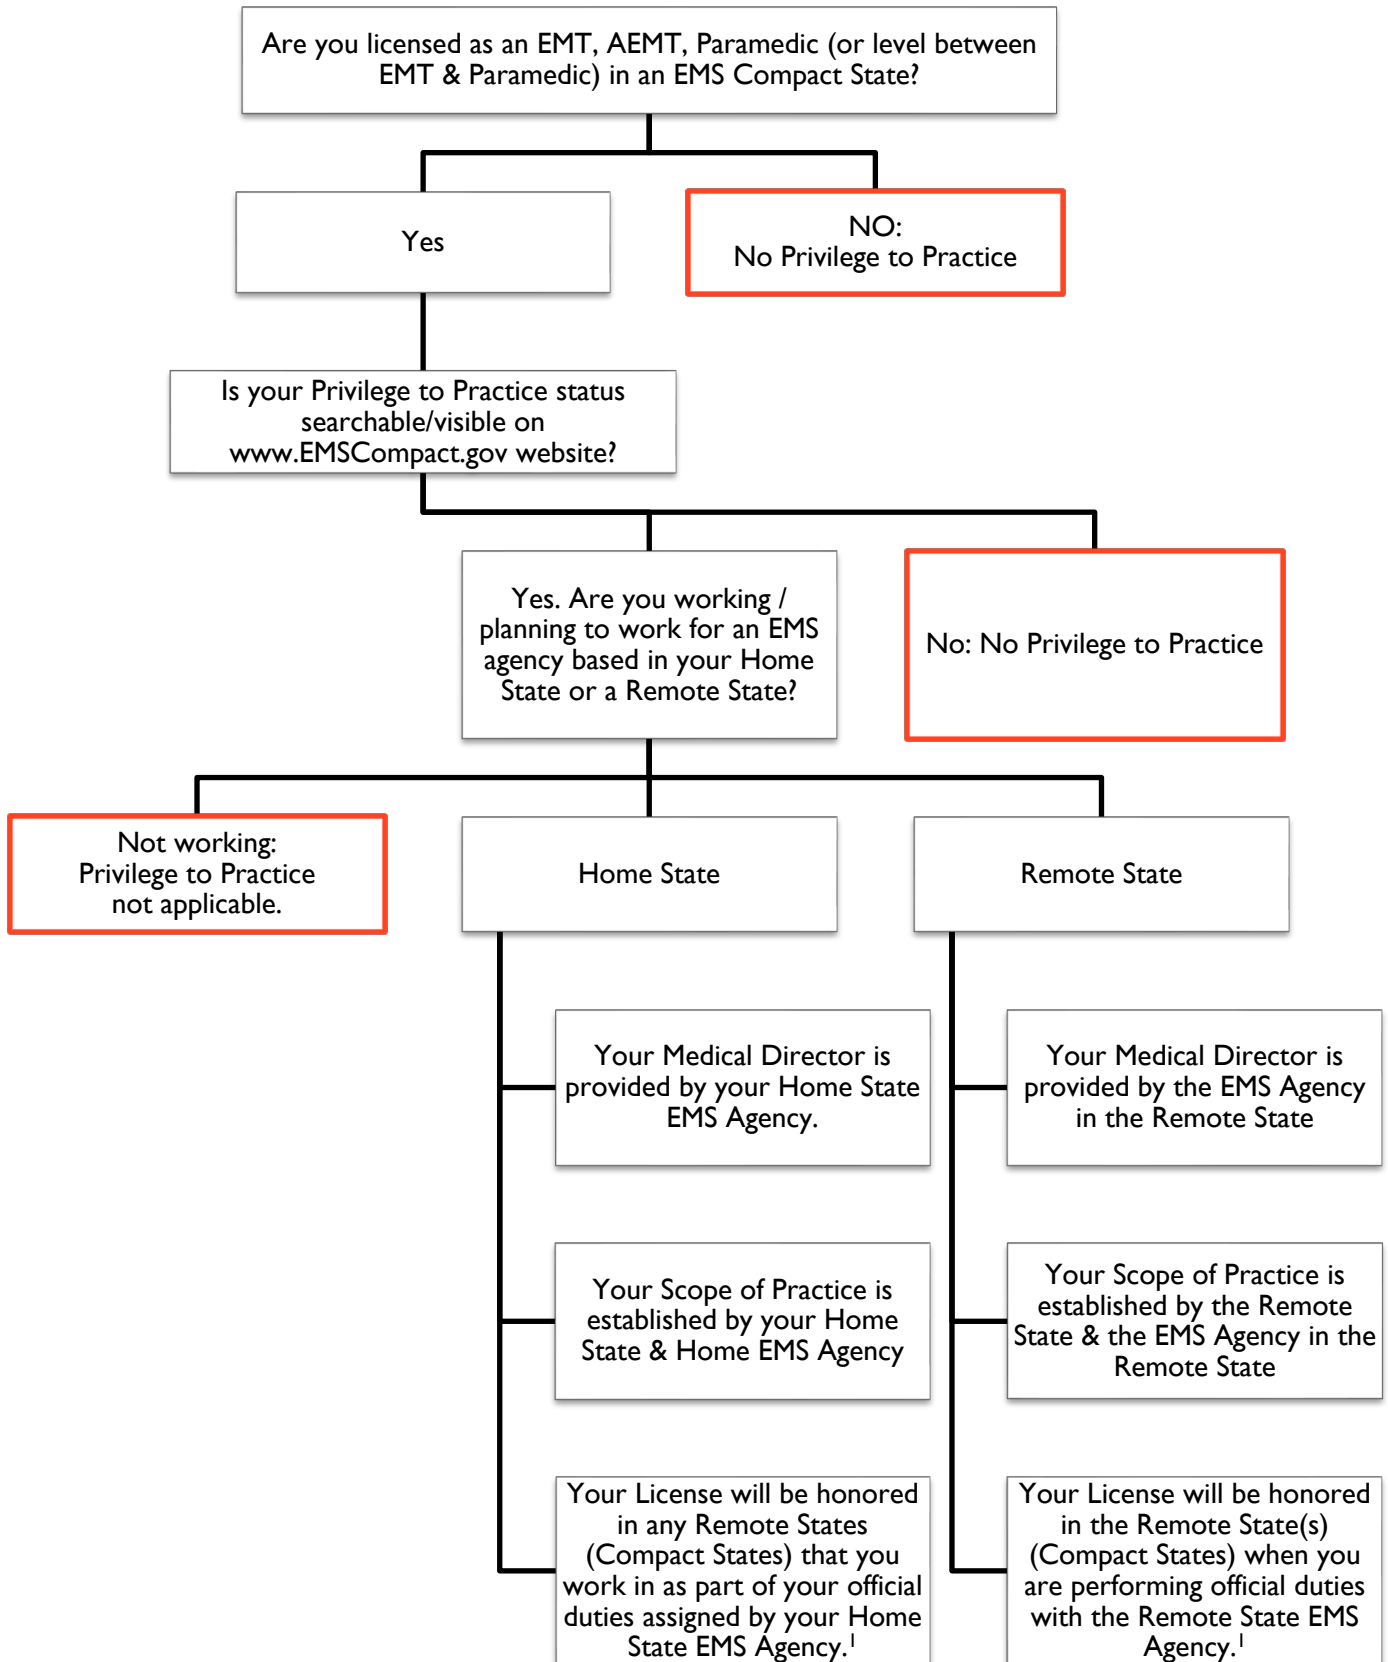 Are you licensed as an EMT, AEMT, Paramedic (or level between
EMT & Paramedic) in an EMS Compact State?
Yes
NO:
No Privilege to Practice
Is your Privilege to Practice status
searchable/visible on
www.EMSCompact.gov website?
Yes. Are you working /
planning to work for an EMS
agency based in your Home
State or a Remote State?
No: No Privilege to Practice
Not working:
Privilege to Practice
not applicable.
Home State
Remote State
Your Medical Director is
provided by your Home State
EMS Agency.
Your Medical Director is
provided by the EMS Agency
in the Remote State
Your Scope of Practice is
established by your Home
State & Home EMS Agency
Your Scope of Practice is
established by the Remote
State & the EMS Agency in the
Remote State
Your License will be honored
in any Remote States
(Compact States) that you
work in as part of your official
duties assigned by your Home
State EMS Agency.¹
Your License will be honored
in the Remote State(s)
(Compact States) when you
are performing official duties
with the Remote State EMS
Agency.¹